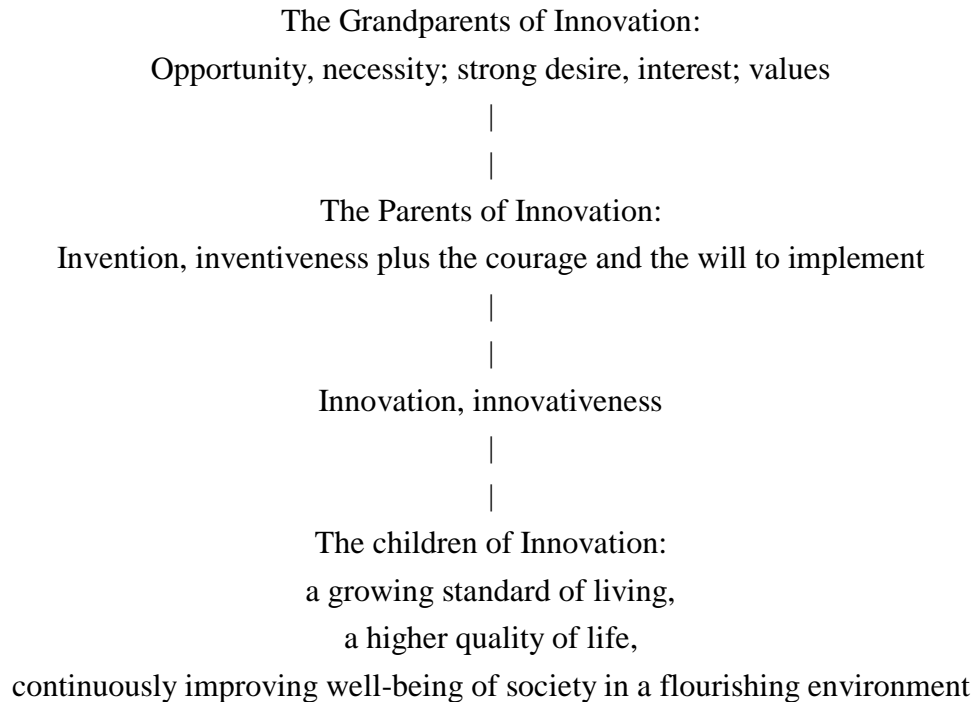 The Grandparents of Innovation:
Opportunity, necessity; strong desire, interest; values
|
|
The Parents of Innovation:
Invention, inventiveness plus the courage and the will to implement
|
|
Innovation, innovativeness
|
|
The children of Innovation:
a growing standard of living,
a higher quality of life,
continuously improving well-being of society in a flourishing environment